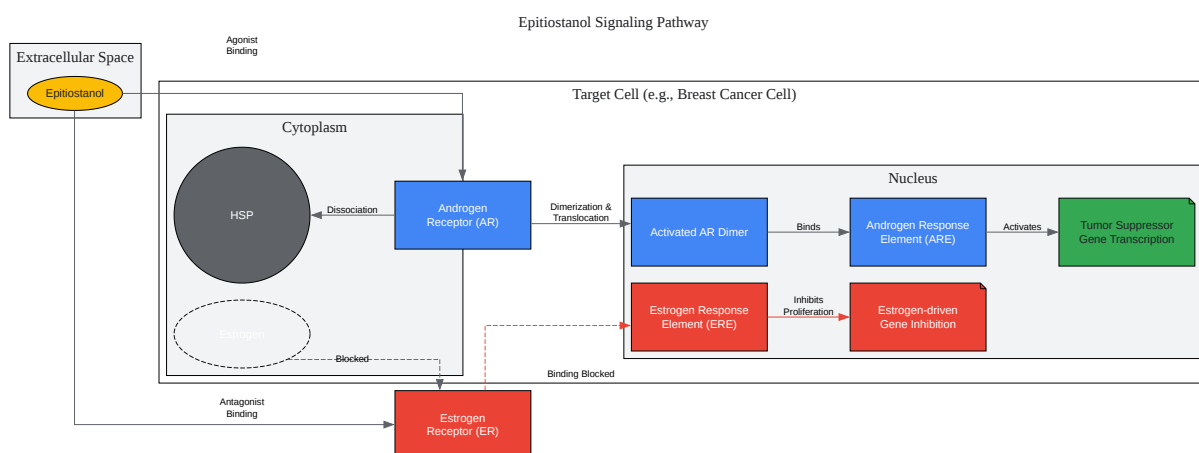 Epitiostanol Signaling Pathway
Agonist
Binding
Extracellular Space
Epitiostanol
Target Cell (e.g., Breast Cancer Cell)
Cytoplasm
HSP
Dissociation
Androgen
Receptor (AR)
Dimerization &
Translocation
Nucleus
Activated AR Dimer
Binds
Androgen Response
Element (ARE)
Activates
Tumor Suppressor
Gene Transcription
Estrogen Response
Element (ERE)
Inhibits
Proliferation
Estrogen-driven
Gene Inhibition
Estrogen
Blocked
Binding Blocked
Antagonist
Binding
Estrogen
Receptor (ER)